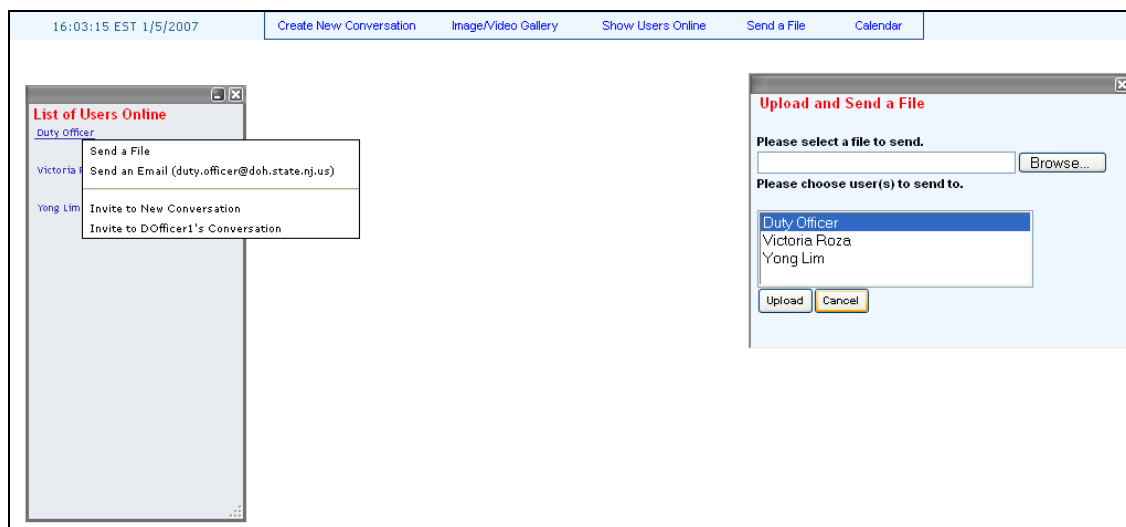 16:03:15 EST 1/5/2007 Create New Conversation Image/Video Gallery Show Users Online Send a File Calendar
List of Users Online
Duty Officer
Send a File
Victoria
Send an Email (duty.officer@doh.state.nj.us)
Yong Lim
Invite to New Conversation
Invite to DOfficer1's Conversation
Upload and Send a File
Please select a file to send.
Browse...
Please choose user(s) to send to.
Duty Officer
Victoria Roza
Yong Lim
Upload Cancel